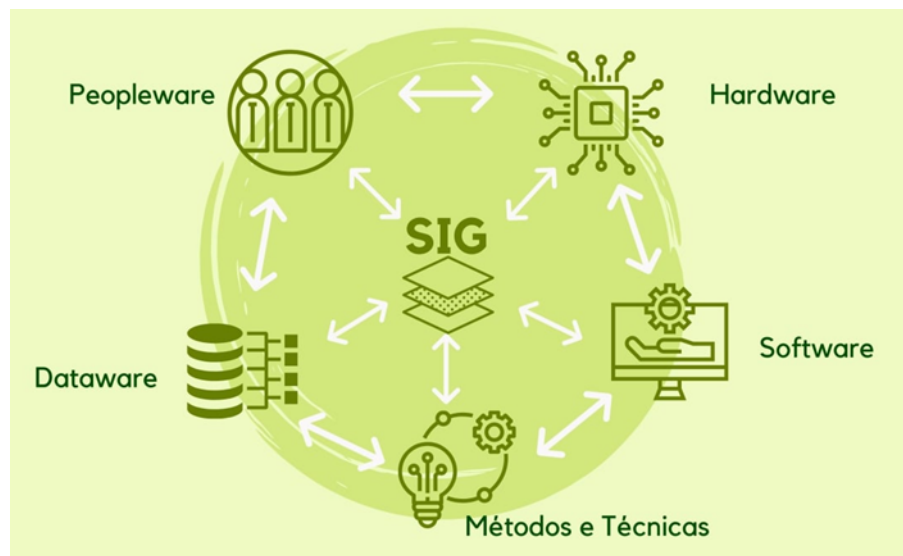 Peopleware
Hardware
SIG
Software
Dataware
Métodos e Técnicas